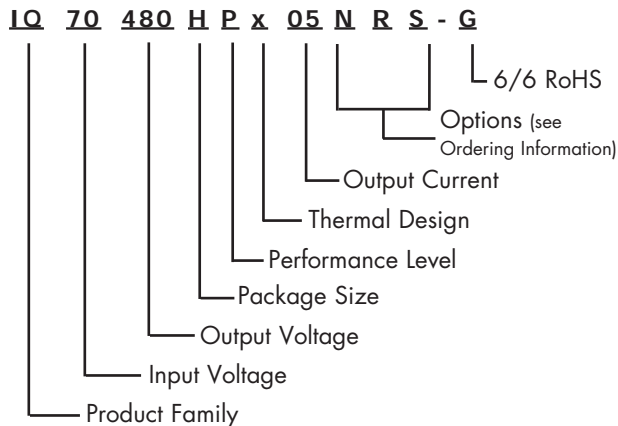 IQ 70 480 H P x 05 N R S - G
6/6 RoHS
Options (see
Ordering Information)
Output Current
Thermal Design
Performance Level
Package Size
Output Voltage
Input Voltage
Product Family